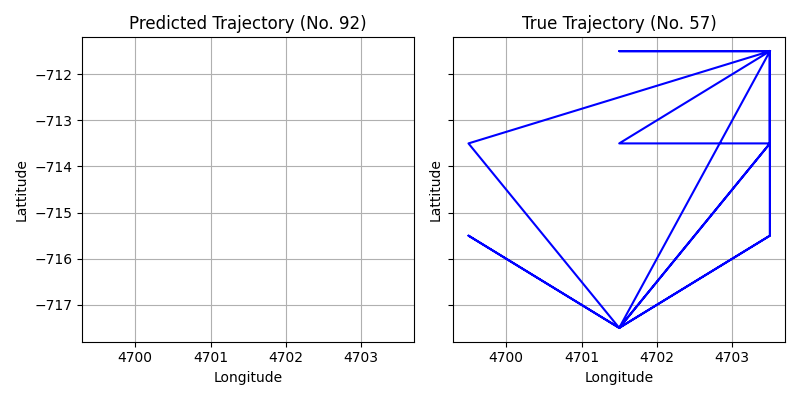 Predicted Trajectory (No. 92)
True Trajectory (No. 57)
−712
−713
−714
−715
−716
−717
Lattitude
Lattitude
4700
4701
4702
4703
4700
4701
4702
4703
Longitude
Longitude